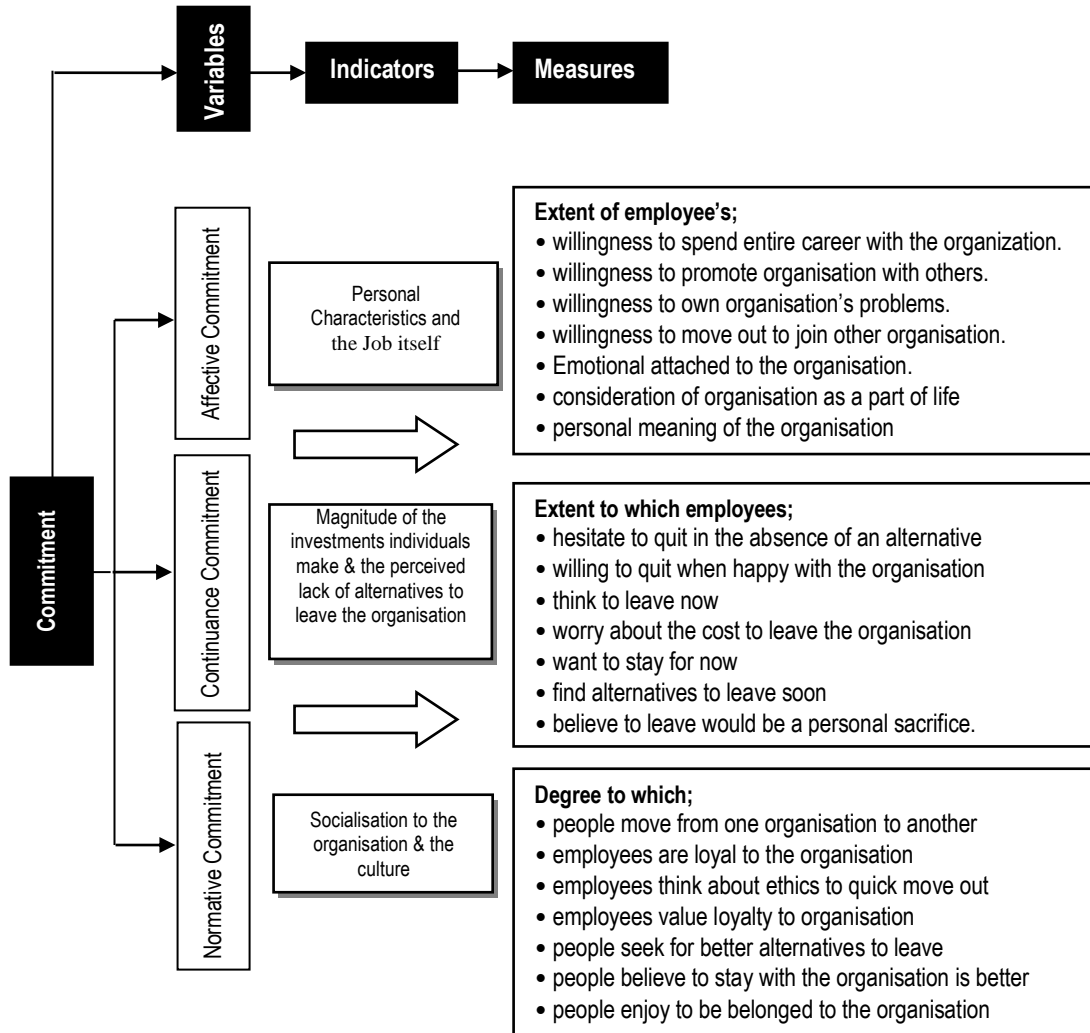 Variables
Indicators
Measures
Commitment
Affective Commitment
Personal
Characteristics and
the Job itself
Extent of employee's;
• willingness to spend entire career with the organization.
• willingness to promote organisation with others.
• willingness to own organisation's problems.
• willingness to move out to join other organisation.
• Emotional attached to the organisation.
• consideration of organisation as a part of life
• personal meaning of the organisation
Continuance Commitment
Magnitude of the
investments individuals
make & the perceived
lack of alternatives to
leave the organisation
Extent to which employees;
• hesitate to quit in the absence of an alternative
• willing to quit when happy with the organisation
• think to leave now
• worry about the cost to leave the organisation
• want to stay for now
• find alternatives to leave soon
• believe to leave would be a personal sacrifice.
Normative Commitment
Socialisation to the
organisation & the
culture
Degree to which;
• people move from one organisation to another
• employees are loyal to the organisation
• employees think about ethics to quick move out
• employees value loyalty to organisation
• people seek for better alternatives to leave
• people believe to stay with the organisation is better
• people enjoy to be belonged to the organisation